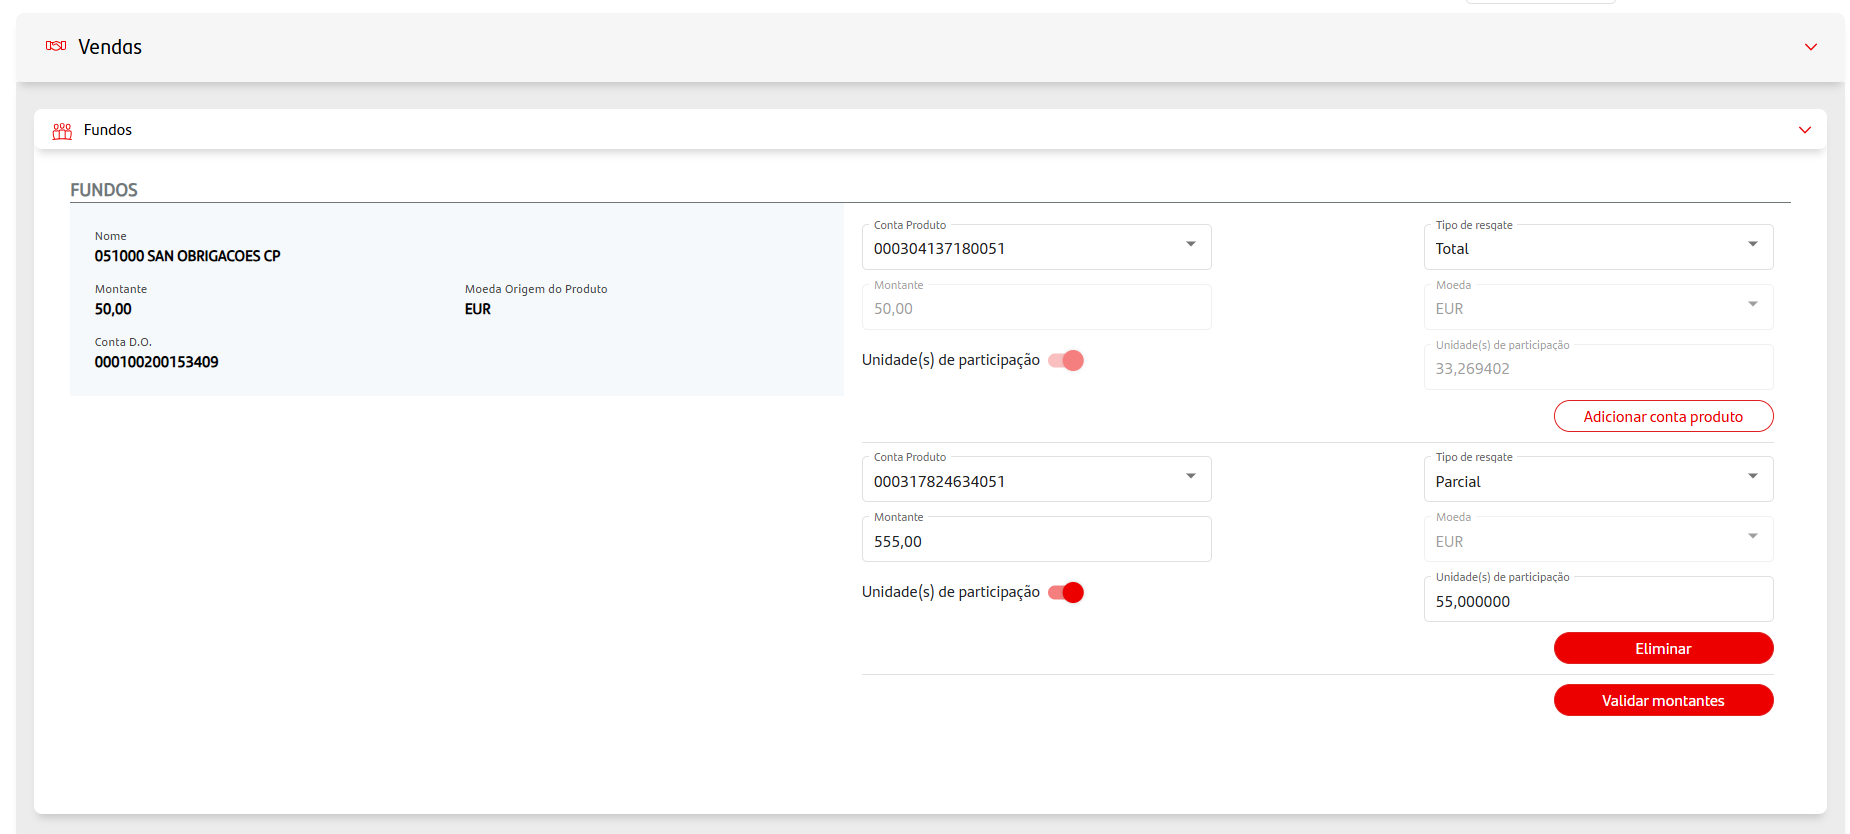 Vendas
Fundos
FUNDOS
Nome
051000 SAN OBRIGACOES CP
Montante
50,00
Moeda Origem do Produto
EUR
Conta D.O.
000100200153409
Conta Produto
000304137180051
Tipo de resgate
Total
Montante
50,00
Moeda
EUR
Unidade(s) de participação
Unidade(s) de participação
33,269402
Adicionar conta produto
Conta Produto
000317824634051
Tipo de resgate
Parcial
Montante
555,00
Moeda
EUR
Unidade(s) de participação
Unidade(s) de participação
55,000000
Eliminar
Validar montantes